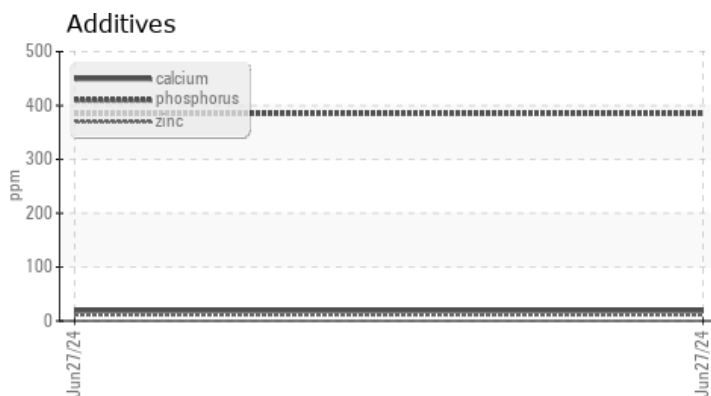 Additives
500
400
300
200
100
0
ppm
calcium
phosphorus
zinc
Jun27/24
Jun27/24